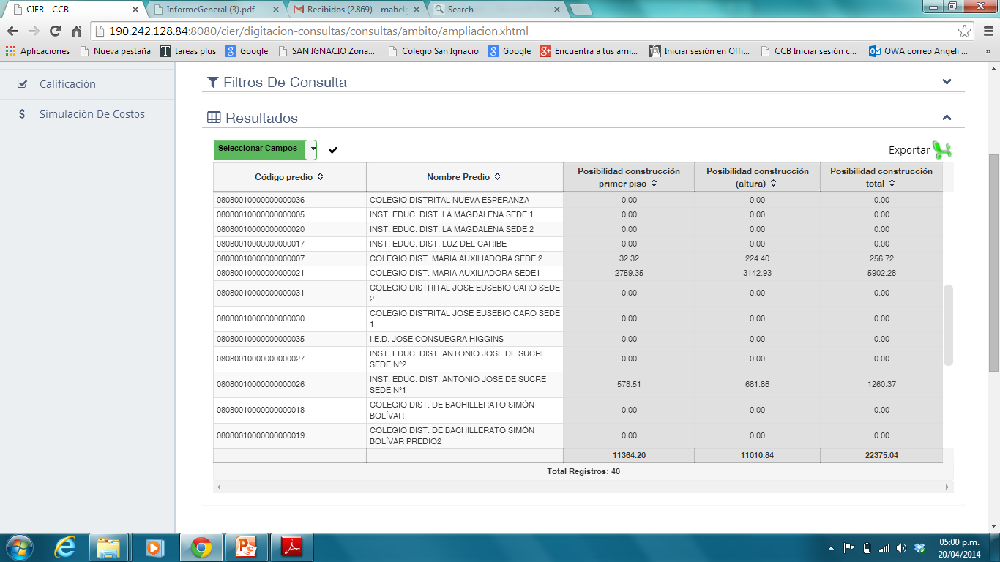 CIER - CCB
InformeGeneral (3).pdf
Recibidos (2.869) - mabelg
Search
190.242.128.84:8080/cier/digitacion-consultas/consultas/ambito/ampliacion.xhtml
Aplicaciones
Nueva pestaña
tareas plus
Google
SAN IGNACIO Zona...
Colegio San Ignacio
Google
Encuentra a tus ami...
Iniciar sesión en Offi...
CCB Iniciar sesión c...
OWA correo Angeli ...
»
Calificación
$ Simulación De Costos
Filtros De Consulta
Resultados
Seleccionar Campos
Exportar
Código predio
Nombre Predio
Posibilidad construcción
primer piso
Posibilidad construcción
(altura)
Posibilidad construcción
total
08080010000000000036 COLEGIO DISTRITAL NUEVA ESPERANZA 0.00 0.00 0.00
08080010000000000005 INST. EDUC. DIST. LA MAGDALENA SEDE 1 0.00 0.00 0.00
08080010000000000020 INST. EDUC. DIST. LA MAGDALENA SEDE 2 0.00 0.00 0.00
08080010000000000017 INST. EDUC. DIST. LUZ DEL CARIBE 0.00 0.00 0.00
08080010000000000007 COLEGIO DIST. MARIA AUXILIADORA SEDE 2 32.32 224.40 256.72
08080010000000000021 COLEGIO DIST. MARIA AUXILIADORA SEDE1 2759.35 3142.93 5902.28
08080010000000000031 COLEGIO DISTRITAL JOSE EUSEBIO CARO SEDE
2 0.00 0.00 0.00
08080010000000000030 COLEGIO DISTRITAL JOSE EUSEBIO CARO SEDE
1 0.00 0.00 0.00
08080010000000000035 I.E.D. JOSE CONSUEGRA HIGGINS 0.00 0.00 0.00
08080010000000000027 INST. EDUC. DIST. ANTONIO JOSE DE SUCRE
SEDE N°2 0.00 0.00 0.00
08080010000000000026 INST. EDUC. DIST. ANTONIO JOSE DE SUCRE
SEDE N°1 578.51 681.86 1260.37
08080010000000000018 COLEGIO DIST. DE BACHILLERATO SIMÓN
BOLÍVAR 0.00 0.00 0.00
08080010000000000019 COLEGIO DIST. DE BACHILLERATO SIMÓN
BOLÍVAR PREDIO2 0.00 0.00 0.00
11364.20 11010.84 22375.04
Total Registros: 40
05:00 p.m.
20/04/2014